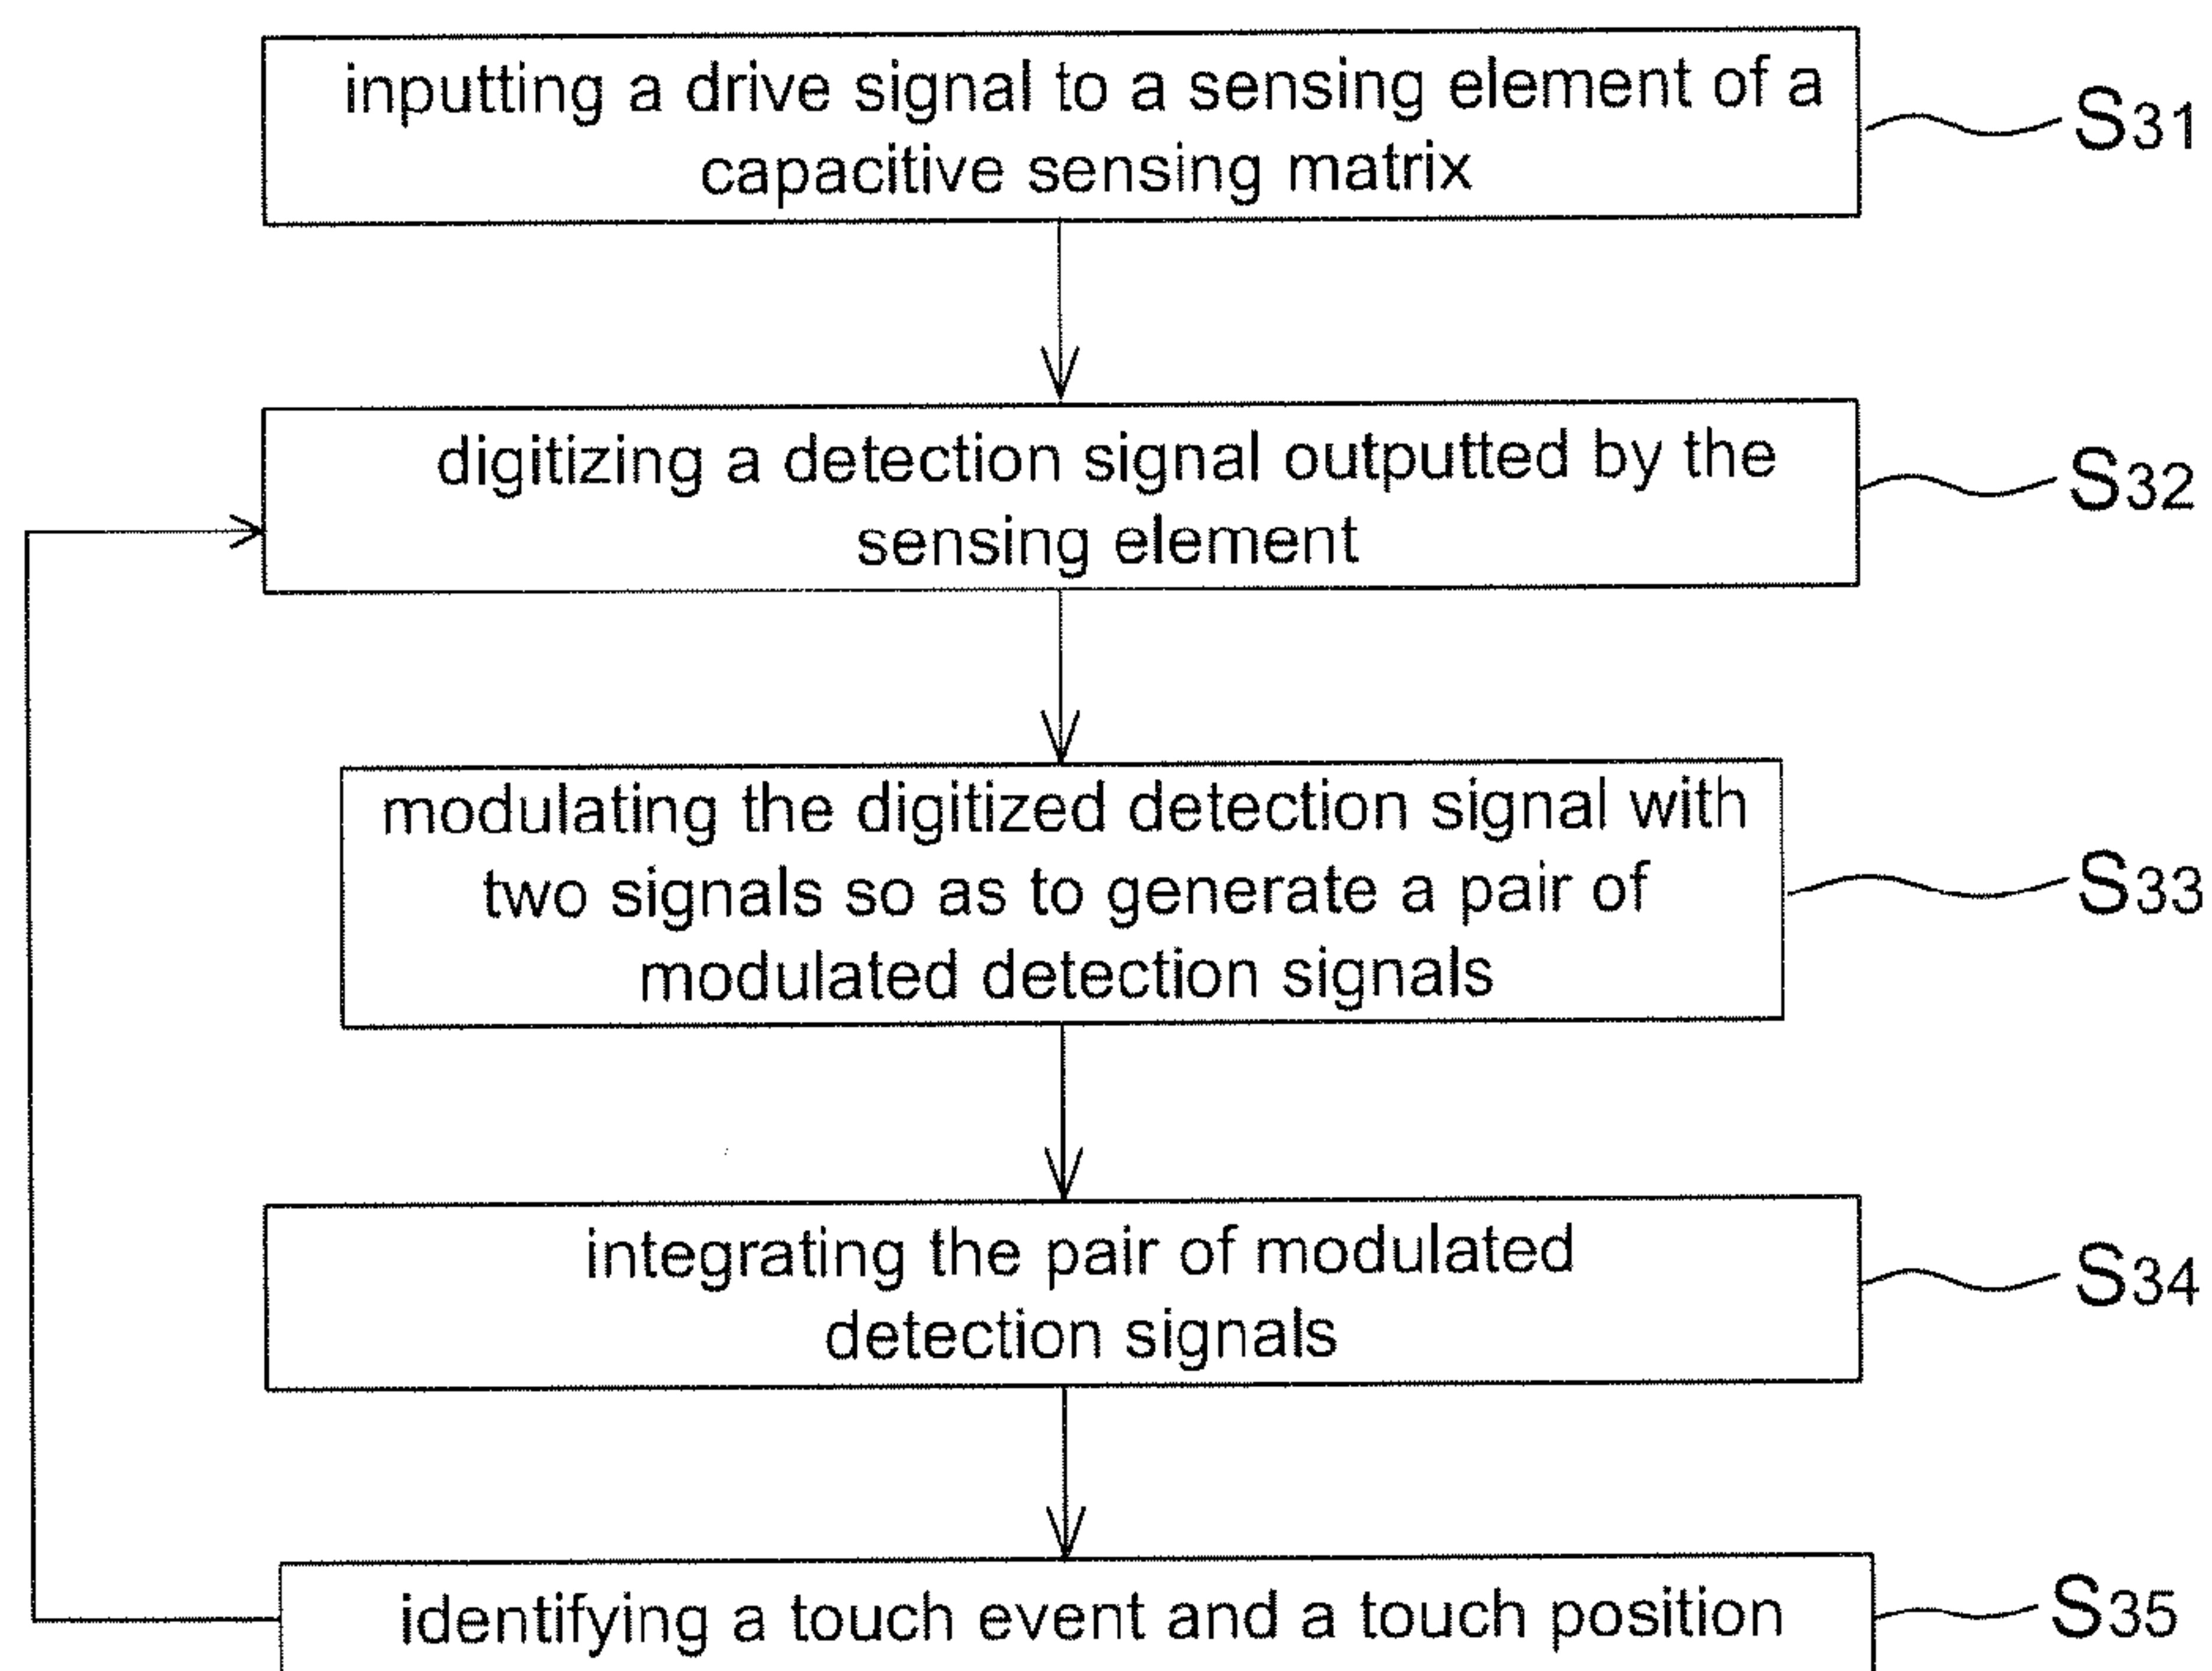 inputting a drive signal to a sensing element of a
capacitive sensing matrix
S31
digitizing a detection signal outputted by the
sensing element
S32
modulating the digitized detection signal with
two signals so as to generate a pair of
modulated detection signals
S33
integrating the pair of modulated
detection signals
S34
identifying a touch event and a touch position
S35